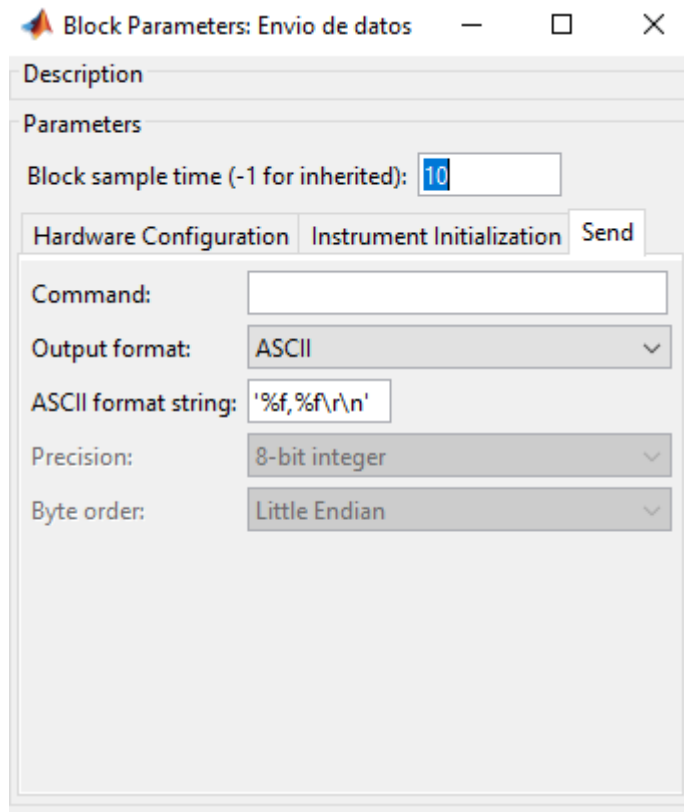 Block Parameters: Envio de datos
Description
Parameters
Block sample time (-1 for inherited): 10
Hardware Configuration Instrument Initialization Send
Command:
Output format: ASCII
ASCII format string: '%f,%f\r\n'
Precision: 8-bit integer
Byte order: Little Endian